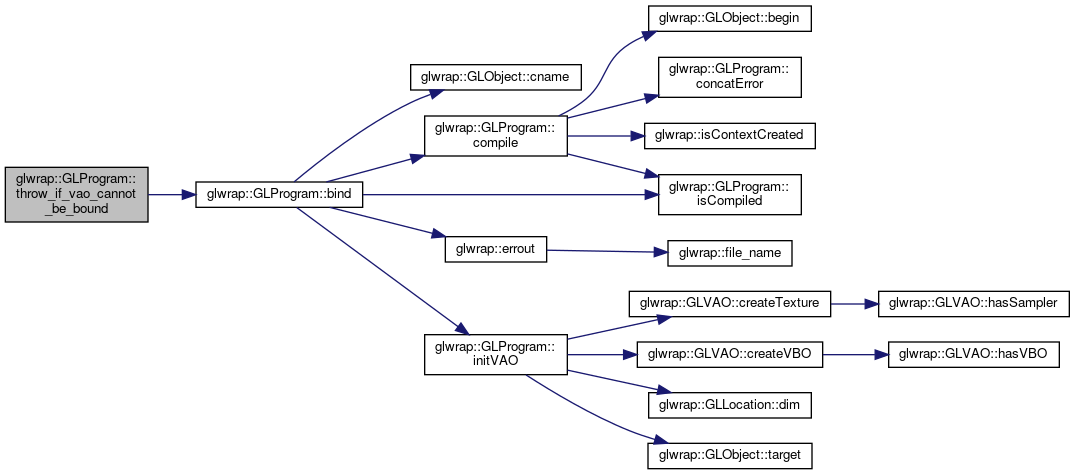 glwrap::GLProgram::
throw_if_vao_cannot
_be_bound
glwrap::GLProgram::bind
glwrap::GLObject::cname
glwrap::GLProgram::
compile
glwrap::errout
glwrap::GLProgram::
initVAO
glwrap::GLObject::begin
glwrap::GLProgram::
concatError
glwrap::isContextCreated
glwrap::GLProgram::
isCompiled
glwrap::file_name
glwrap::GLVAO::createTexture
glwrap::GLVAO::createVBO
glwrap::GLLocation::dim
glwrap::GLObject::target
glwrap::GLVAO::hasSampler
glwrap::GLVAO::hasVBO